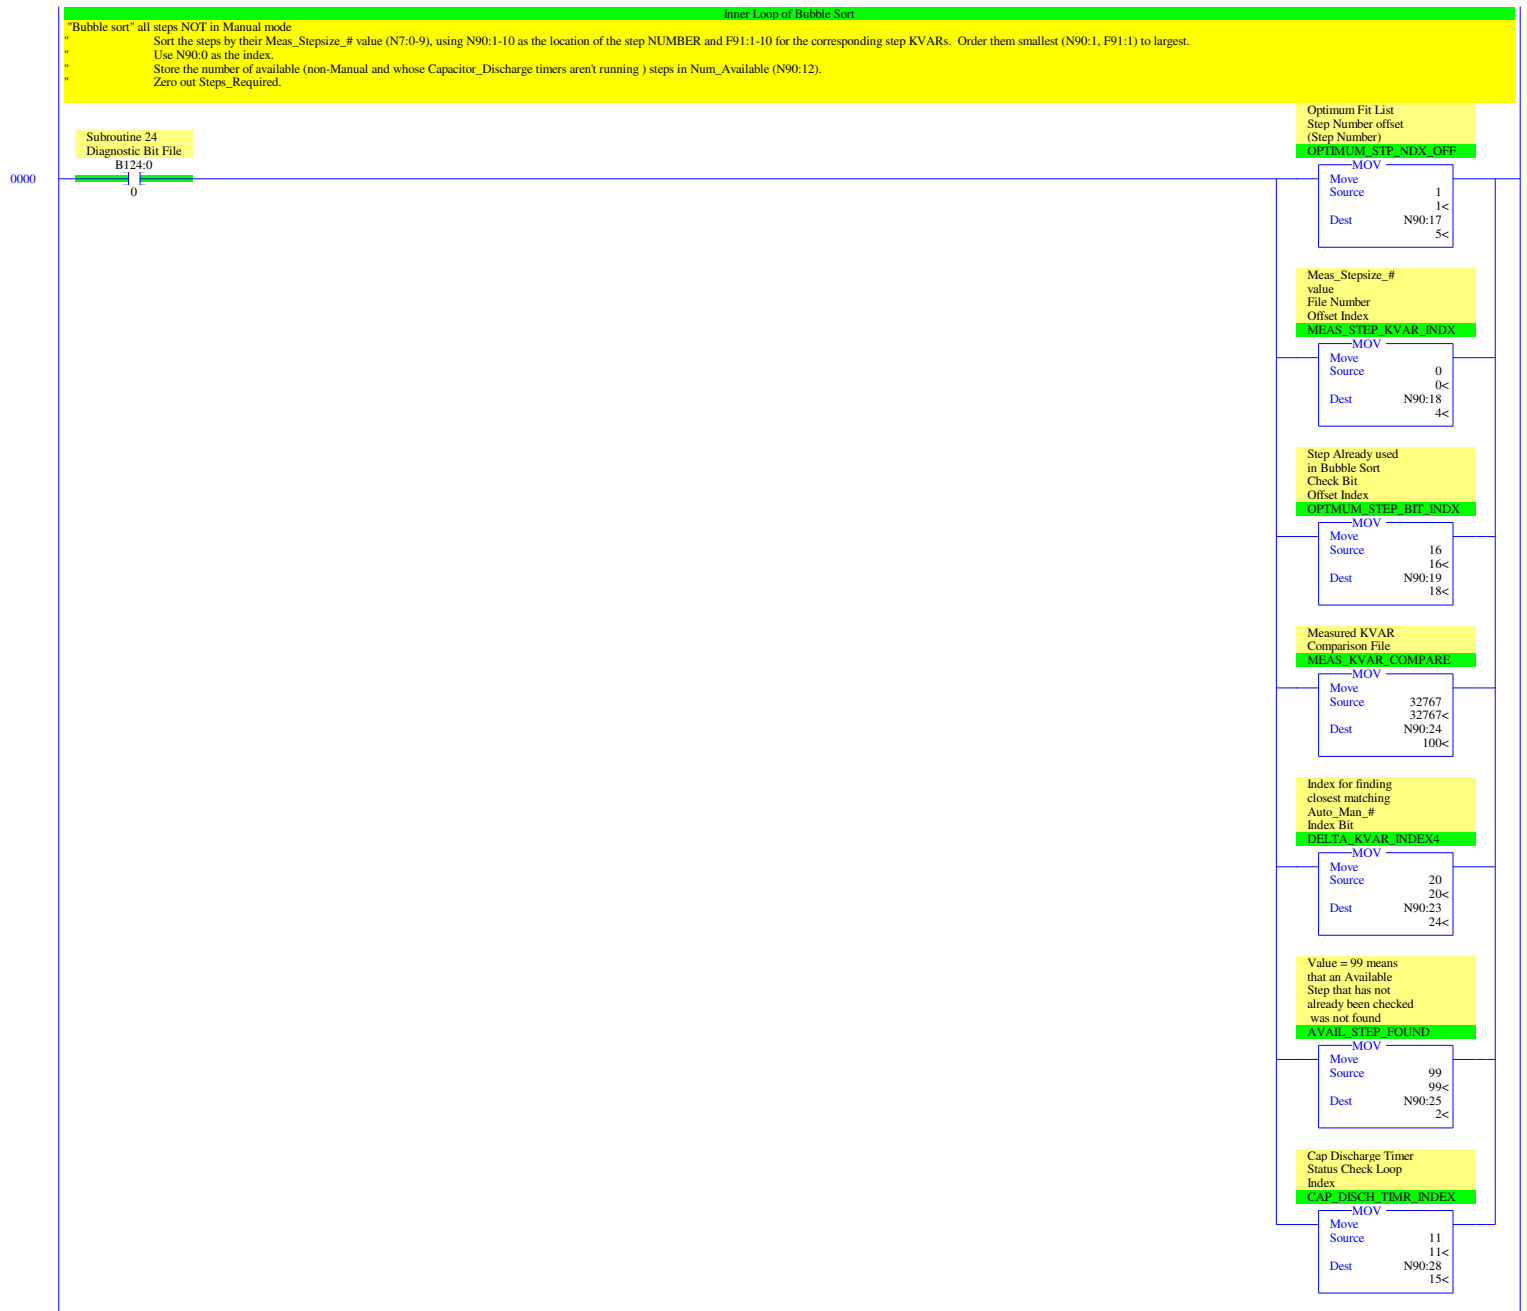 Inner Loop of Bubble Sort
"Bubble sort" all steps NOT in Manual mode
" Sort the steps by their Meas_Stepsize_# value (N7:0-9), using N90:1-10 as the location of the step NUMBER and F91:1-10 for the corresponding step KVARs. Order them smallest (N90:1, F91:1) to largest.
" Use N90:0 as the index.
" Store the number of available (non-Manual and whose Capacitor_Discharge timers aren't running ) steps in Num_Available (N90:12).
" Zero out Steps_Required.
Subroutine 24
Diagnostic Bit File
B124:0
0
0000
Optimum Fit List
Step Number offset
(Step Number)
OPTIMUM_STP_NDX_OFF
MOV
Move
Source 1
1<
Dest N90:17
5<
Meas_Stepsize_#
value
File Number
Offset Index
MEAS_STEP_KVAR_INDX
MOV
Move
Source 0
0<
Dest N90:18
4<
Step Already used
in Bubble Sort
Check Bit
Offset Index
OPTMUM_STEP_BIT_INDX
MOV
Move
Source 16
16<
Dest N90:19
18<
Measured KVAR
Comparison File
MEAS_KVAR_COMPARE
MOV
Move
Source 32767
32767<
Dest N90:24
100<
Index for finding
closest matching
Auto_Man_#
Index Bit
DELTA_KVAR_INDEX4
MOV
Move
Source 20
20<
Dest N90:23
24<
Value = 99 means
that an Available
Step that has not
already been checked
was not found
AVAIL_STEP_FOUND
MOV
Move
Source 99
99<
Dest N90:25
2<
Cap Discharge Timer
Status Check Loop
Index
CAP_DISCH_TIMR_INDEX
MOV
Move
Source 11
11<
Dest N90:28
15<